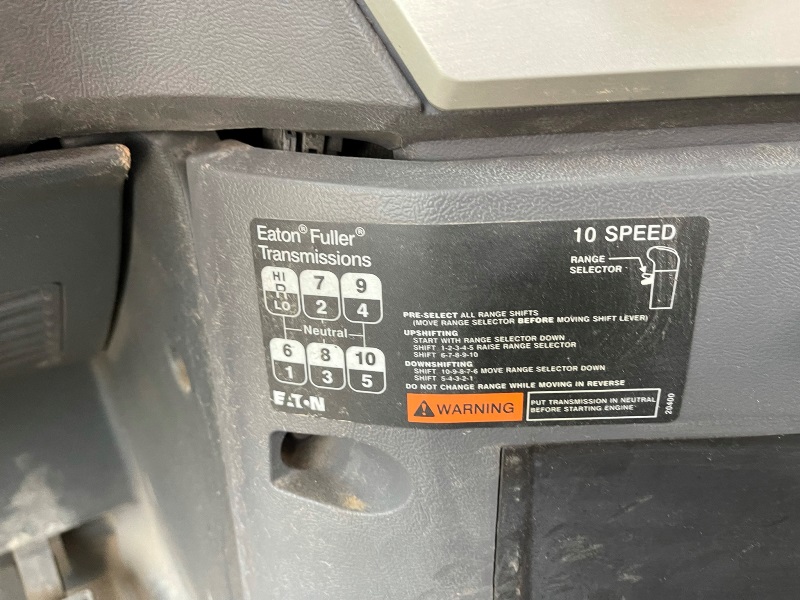 Eaton® Fuller®
Transmissions
10 SPEED
RANGE
SELECTOR
HI
R
LO
7
2
9
4
Neutral
6
1
8
3
10
5
EATON
PRE-SELECT ALL RANGE SHIFTS
(MOVE RANGE SELECTOR BEFORE MOVING SHIFT LEVER)
UPSHIFTING
START WITH RANGE SELECTOR DOWN
SHIFT 1-2-3-4-5 RAISE RANGE SELECTOR
SHIFT 6-7-8-9-10
DOWNSHIFTING
SHIFT 10-9-8-7-6 MOVE RANGE SELECTOR DOWN
SHIFT 5-4-3-2-1
DO NOT CHANGE RANGE WHILE MOVING IN REVERSE
WARNING
PUT TRANSMISSION IN NEUTRAL
BEFORE STARTING ENGINE
20400